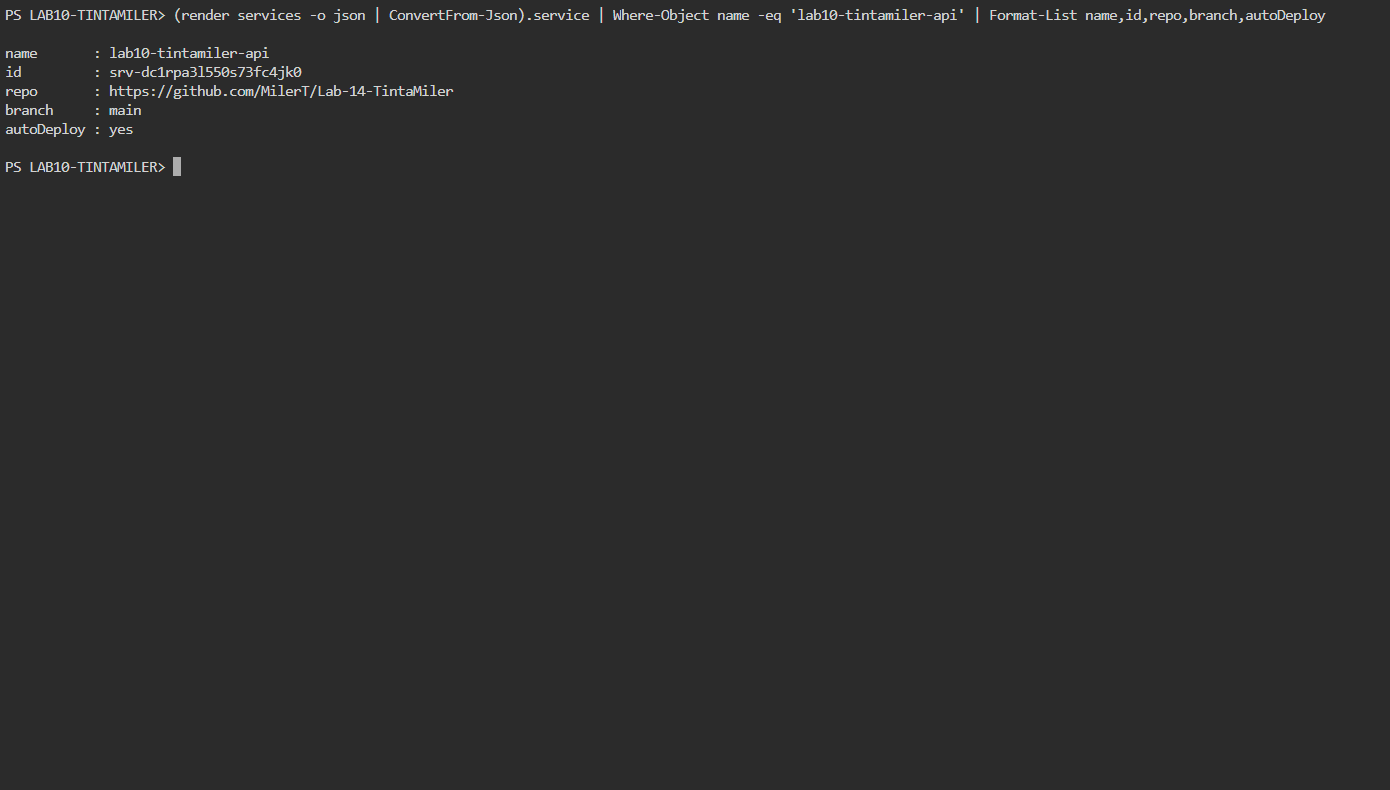 PS LAB10-TINTAMILER> (render services -o json | ConvertFrom-Json).service | Where-Object name -eq 'lab10-tintamiler-api' | Format-List name,id,repo,branch,autoDeploy
name       : lab10-tintamiler-api
id         : srv-dc1rpa3l550s73fc4jk0
repo       : https://github.com/MilerT/Lab-14-TintaMiler
branch     : main
autoDeploy : yes
PS LAB10-TINTAMILER>